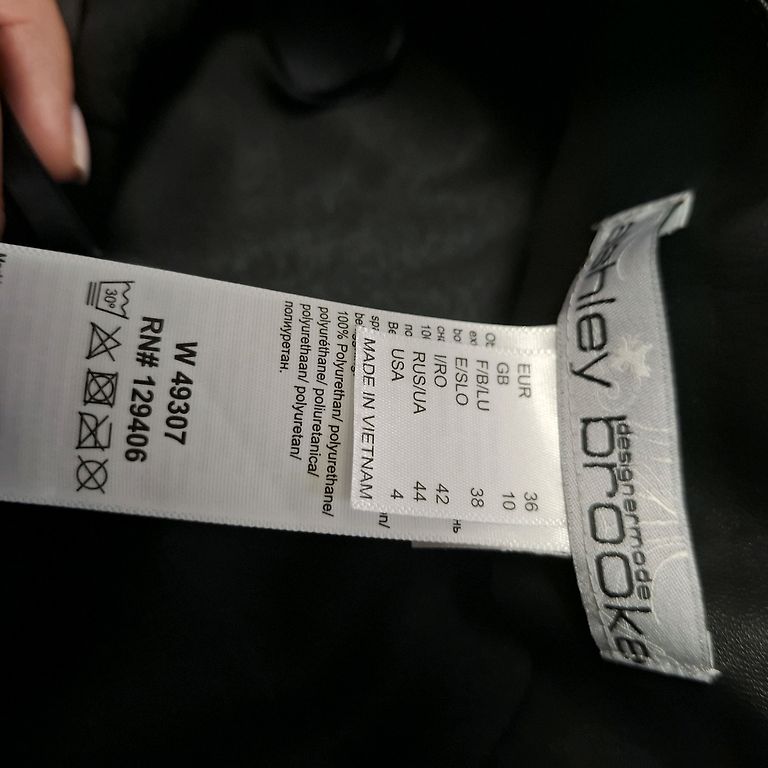 ashley brooke
designermode
EUR 36
GB 10
F/B/LU 38
E/SLO
I/RO 42
RUS/UA 44
USA 4
MADE IN VIETNAM
100% Polyurethan/ polyurethane/
polyuréthane/ poliuretanica/
polyurethaan/ polyuretan/
полиуретан.
W 49307
RN# 129406
30°